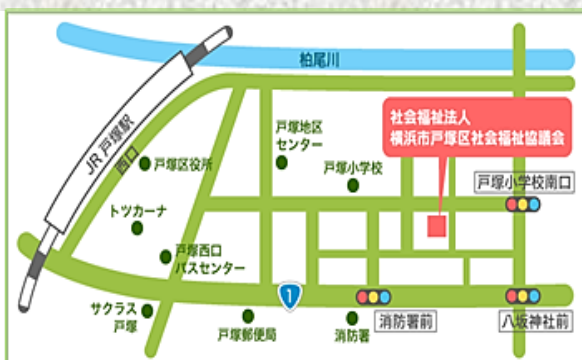 柏尾川
社会福祉法人
横浜市戸塚区社会福祉協議会
JR 戸塚駅
西口
戸塚区役所
戸塚地区
センター
戸塚小学校
戸塚小学校南口
トツカーナ
戸塚西口
バスセンター
1
サクラス
戸塚
戸塚郵便局
消防署
消防署前
八坂神社前